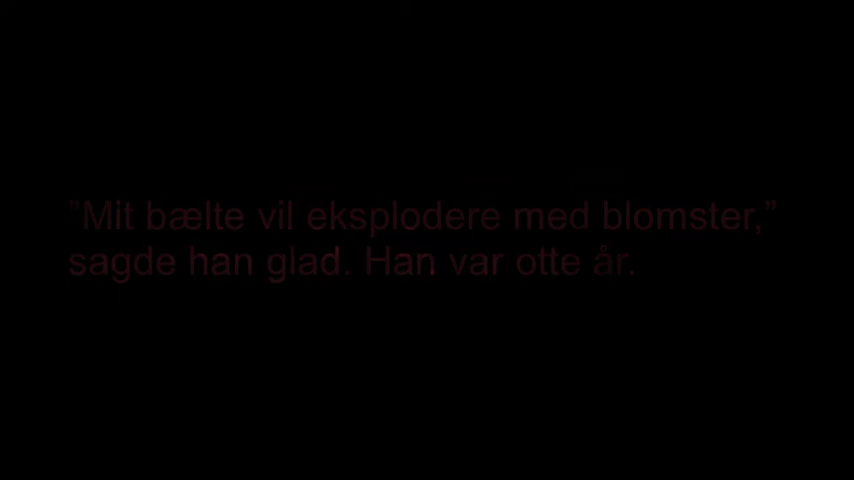 "Mit bælte vil eksplodere med blomster,”
sagde han glad. Han var otte år.